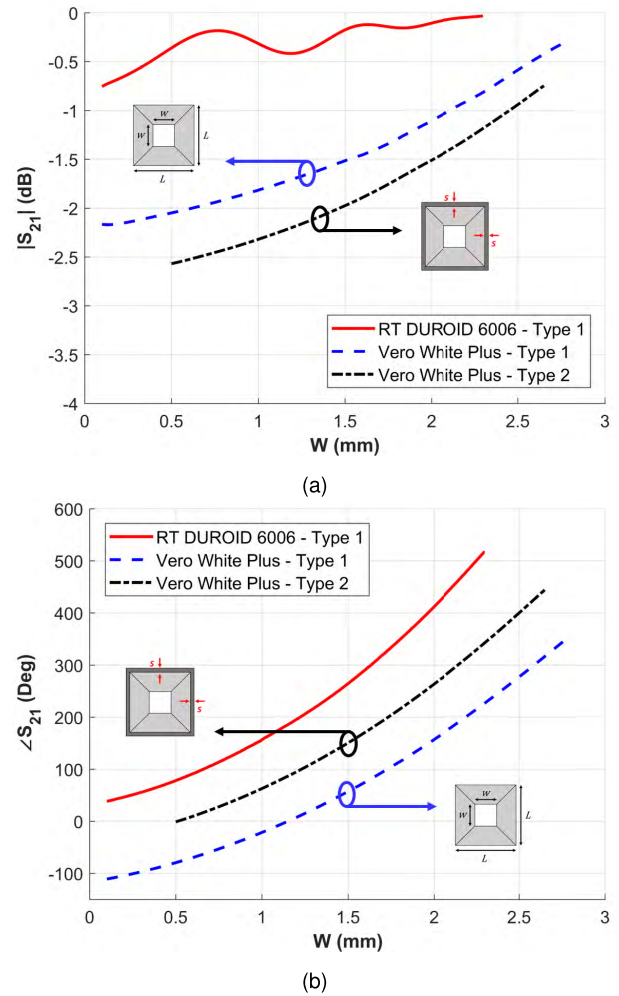 0
-0.5
-1
-1.5
-2
-2.5
-3
-3.5
-4
|S21| (dB)
W
W
L
L
s
s
RT DUROID 6006 - Type 1
Vero White Plus - Type 1
Vero White Plus - Type 2
0 0.5 1 1.5 2 2.5 3
W (mm)
(a)
600
500
400
300
200
100
0
-100
∠S21 (Deg)
RT DUROID 6006 - Type 1
Vero White Plus - Type 1
Vero White Plus - Type 2
s
s
W
W
L
L
0 0.5 1 1.5 2 2.5 3
W (mm)
(b)